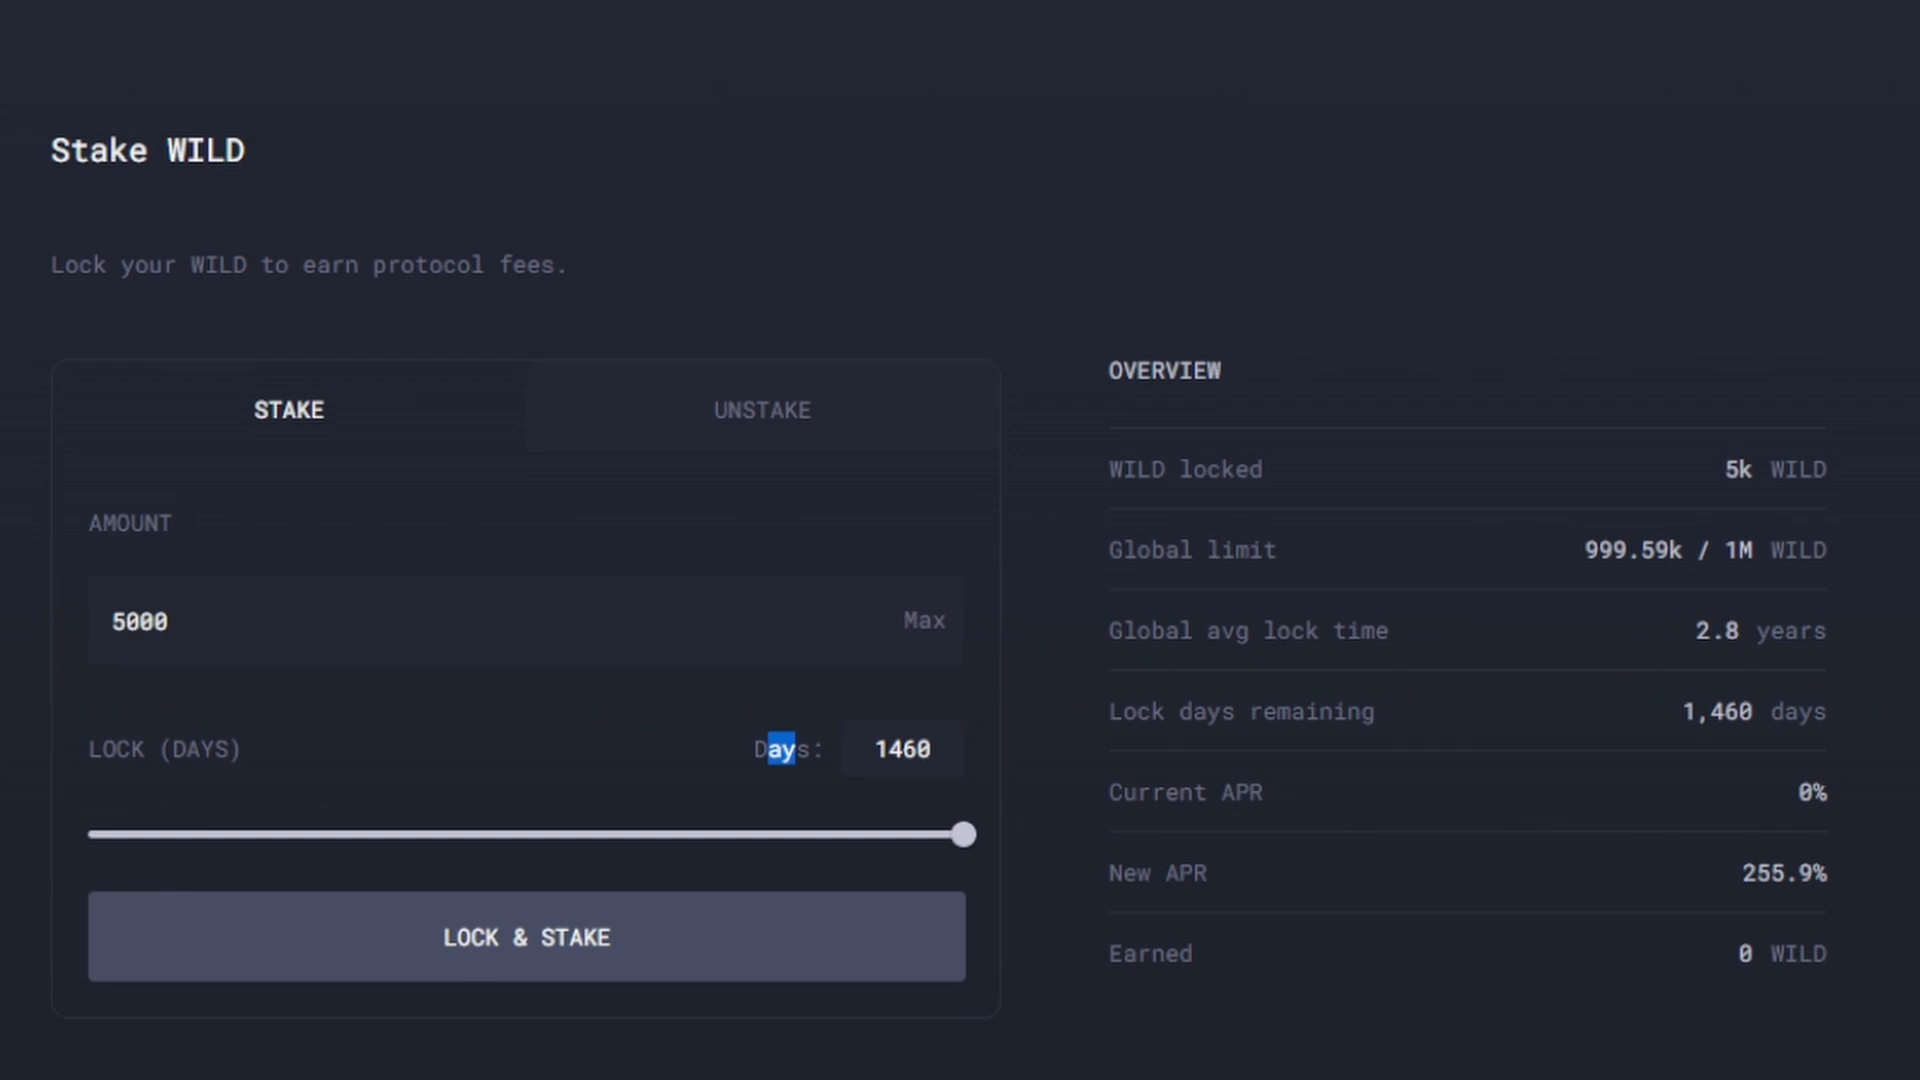 Stake WILD
Lock your WILD to earn protocol fees.
STAKE
UNSTAKE
AMOUNT
5000
Max
LOCK (DAYS)
Days: 1460
LOCK & STAKE
OVERVIEW
WILD locked 5k WILD
Global limit 999.59k / 1M WILD
Global avg lock time 2.8 years
Lock days remaining 1,460 days
Current APR 0%
New APR 255.9%
Earned 0 WILD